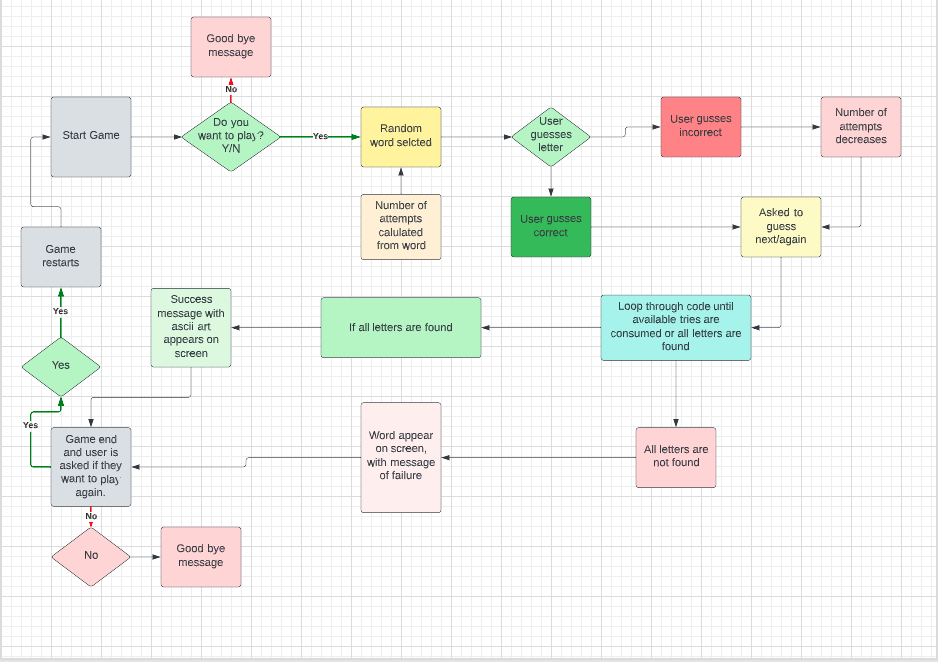 Good bye
message
No
Start Game
Do you
want to play?
Y/N
Yes
Random
word selcted
User
guesses
letter
User gusses
incorrect
Number of
attempts
decreases
Number of
attempts
calulated
from word
User gusses
correct
Asked to
guess
next/again
Game
restarts
Yes
Success
message with
ascii art
appears on
screen
If all letters are found
Loop through code until
available tries are
consumed or all letters are
found
Yes
Yes
Game end
and user is
asked if they
want to play
again.
Word appear
on screen,
with message
of failure
All letters are
not found
No
No
Good bye
message